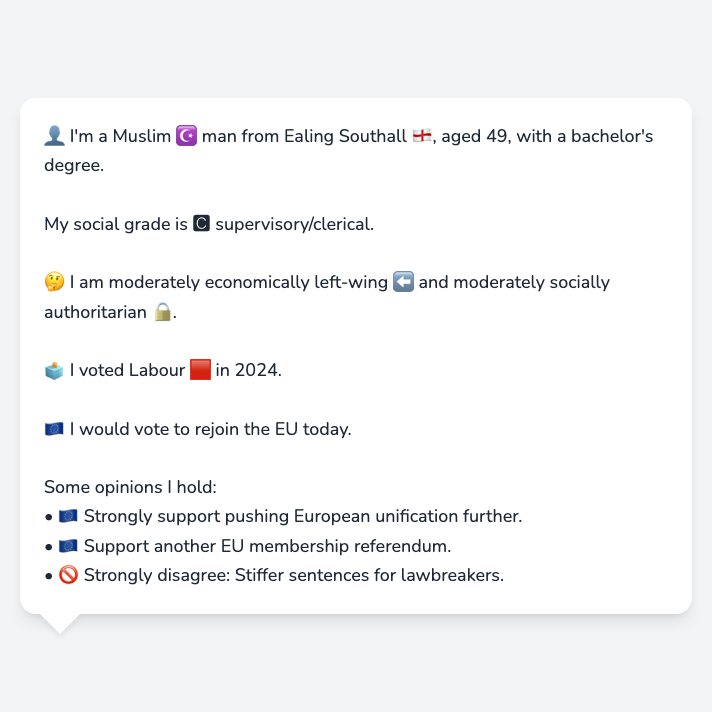 👤 I'm a Muslim ☪️ man from Ealing Southall 🏴󠁧󠁢󠁥󠁮󠁧󠁿, aged 49, with a bachelor's
degree.
My social grade is 🅲 supervisory/clerical.
🤔 I am moderately economically left-wing ⬅️ and moderately socially
authoritarian 🔒.
🗳️ I voted Labour 🟥 in 2024.
🇪🇺 I would vote to rejoin the EU today.
Some opinions I hold:
• 🇪🇺 Strongly support pushing European unification further.
• 🇪🇺 Support another EU membership referendum.
• 🚫 Strongly disagree: Stiffer sentences for lawbreakers.